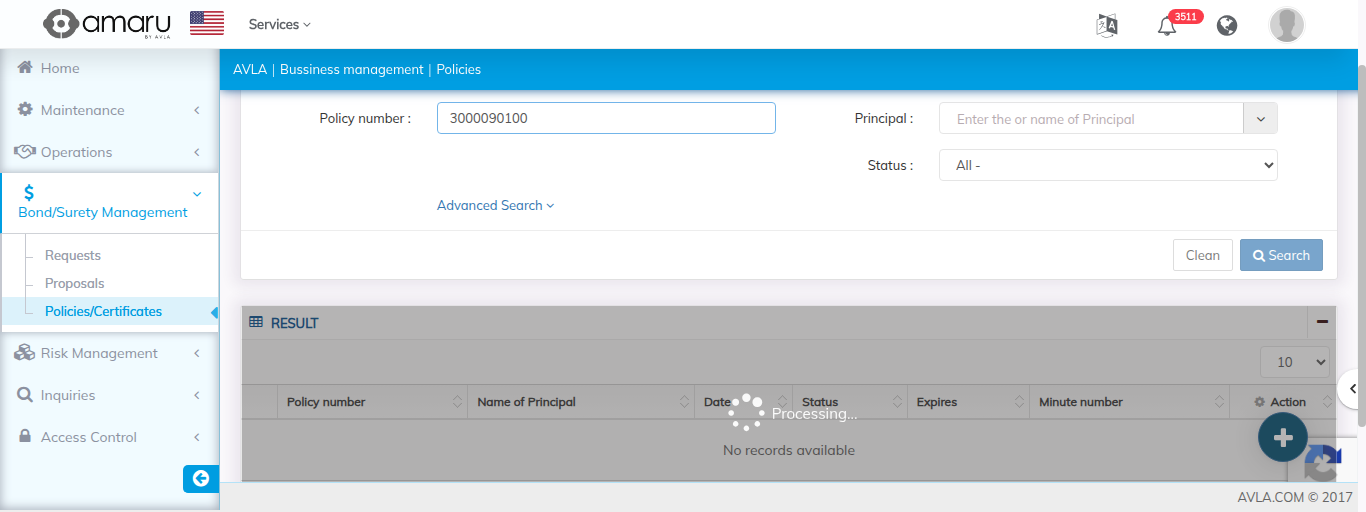 amaru
BY AVLA
Services
3511
AVLA | Bussiness management | Policies
Home
Maintenance
Operations
Bond/Surety Management
Requests
Proposals
Policies/Certificates
Risk Management
Inquiries
Access Control
Policy number :
3000090100
Principal :
Enter the or name of Principal
Status :
All -
Advanced Search
Clean
Search
RESULT
10
Policy number
Name of Principal
Date
Status
Expires
Minute number
Action
Processing...
No records available
AVLA.COM © 2017